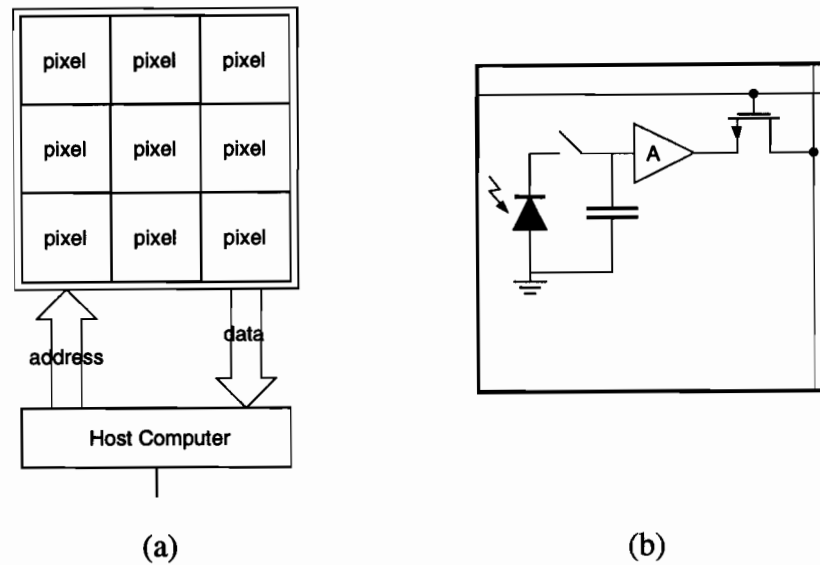 pixel pixel pixel
pixel pixel pixel
pixel pixel pixel
address data
Host Computer
A
(a) (b)